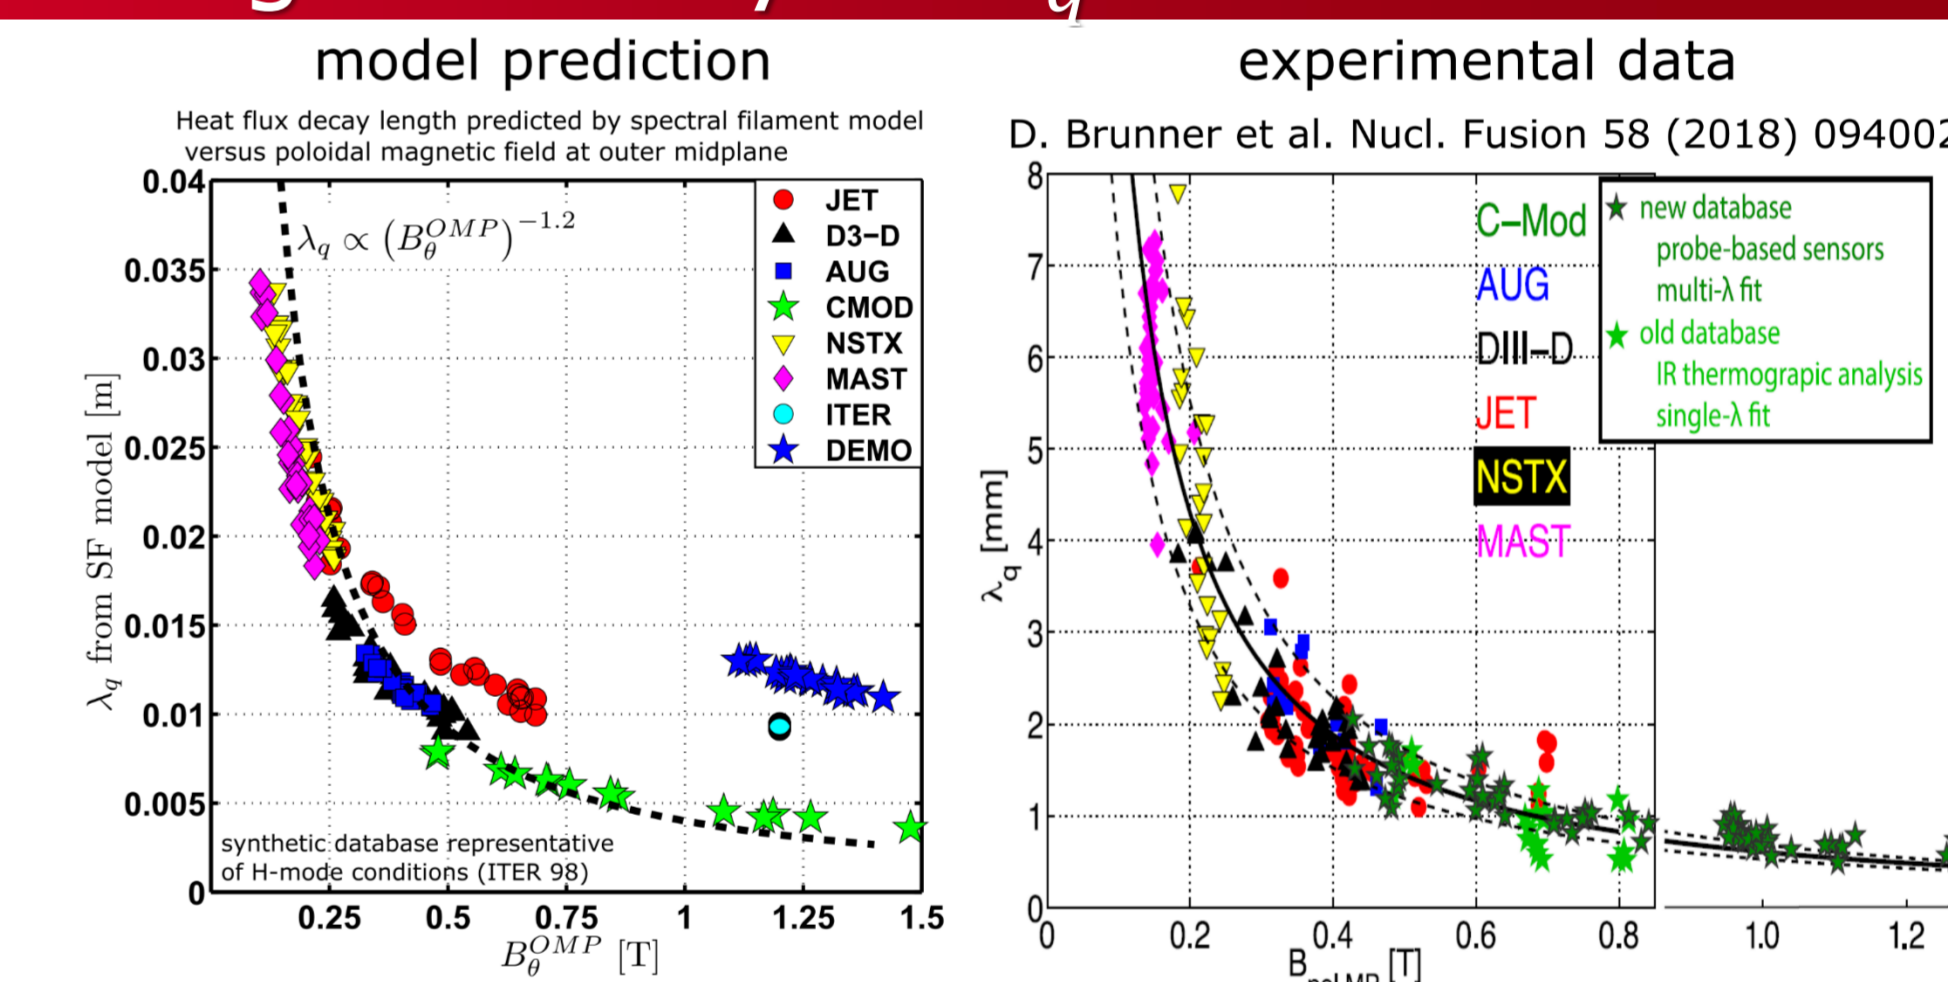 model prediction
Heat flux decay length predicted by spectral filament model
versus poloidal magnetic field at outer midplane
0.04
0.035
0.03
0.025
0.02
0.015
0.01
0.005
0
0.25 0.5 0.75 1 1.25 1.5
λq from SF model [m]
λq ∝ (BθOMP)−1.2
JET
D3−D
AUG
CMOD
NSTX
MAST
ITER
DEMO
synthetic database representative
of H-mode conditions (ITER 98)
BθOMP [T]
experimental data
D. Brunner et al. Nucl. Fusion 58 (2018) 094002
8
7
6
5
4
3
2
1
0
λq [mm]
C−Mod
AUG
DIII−D
JET
NSTX
MAST
new database
probe-based sensors
multi-λ fit
old database
IR thermograpic analysis
single-λ fit
0 0.2 0.4 0.6 0.8 1.0 1.2
Bpol,MP [T]